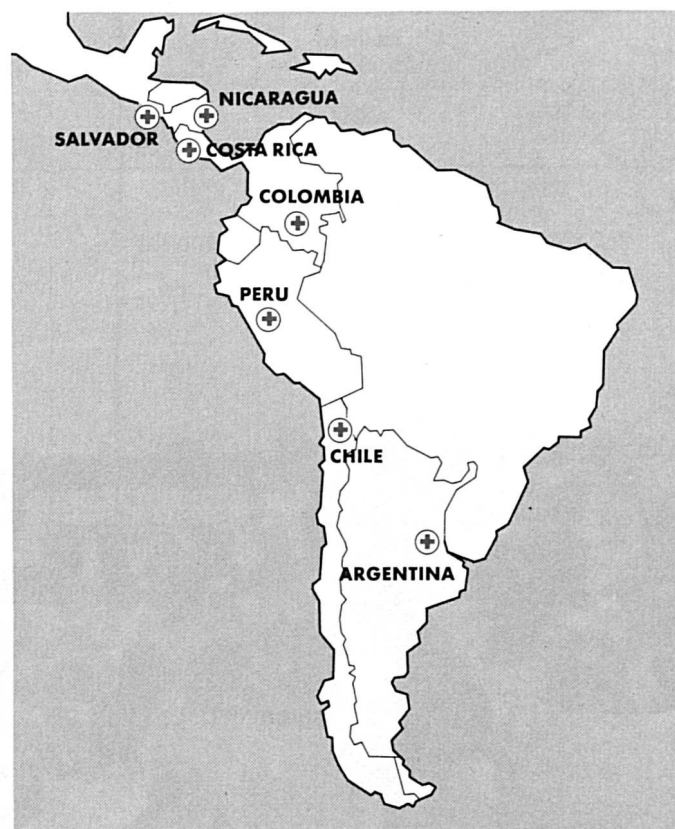 NICARAGUA
SALVADOR
COSTA RICA
COLOMBIA
PERU
CHILE
ARGENTINA